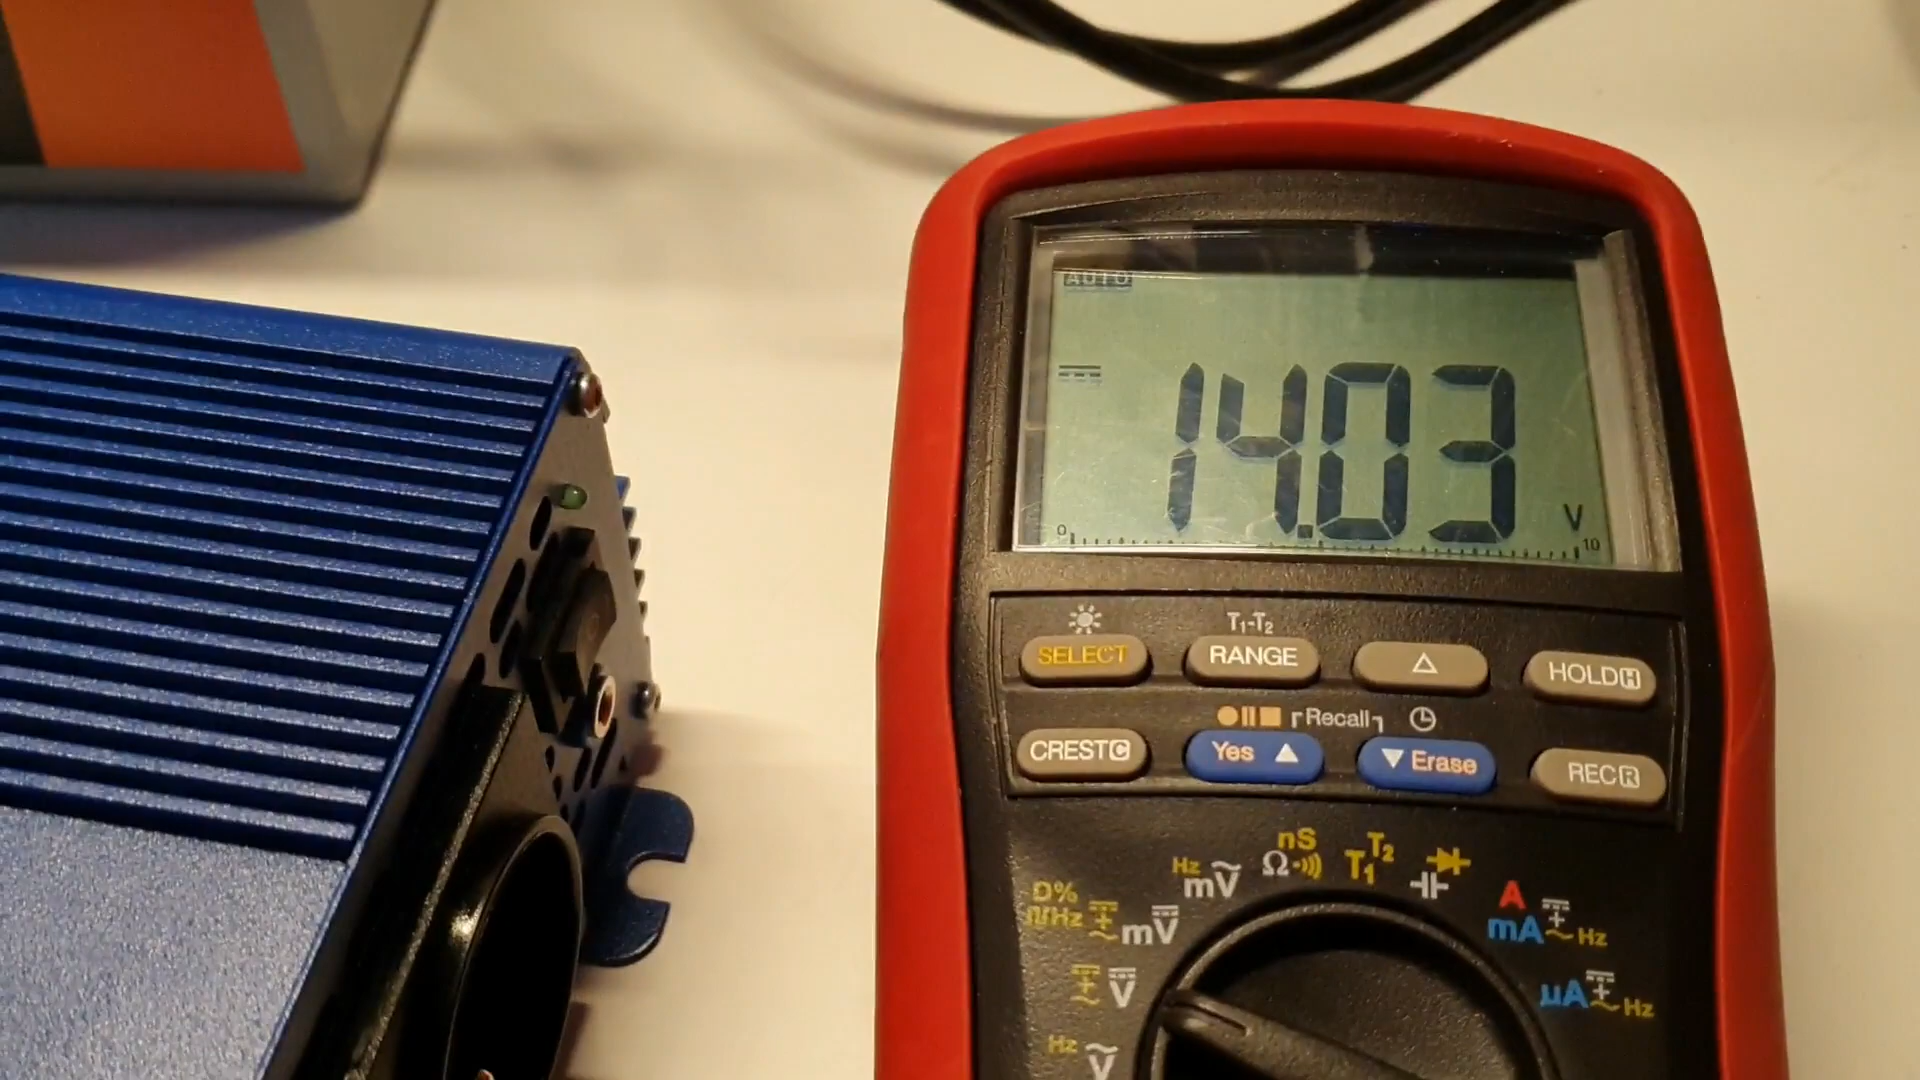 AUTO
14.03
V
0
10
T1-T2
SELECT
RANGE
△
HOLD H
Recall
CREST C
Yes ▲
▼ Erase
REC R
nS
Hz
mV
Ω
T1
T2
A
D%
Hz
mV
mA
Hz
V
µA
Hz
Hz
V